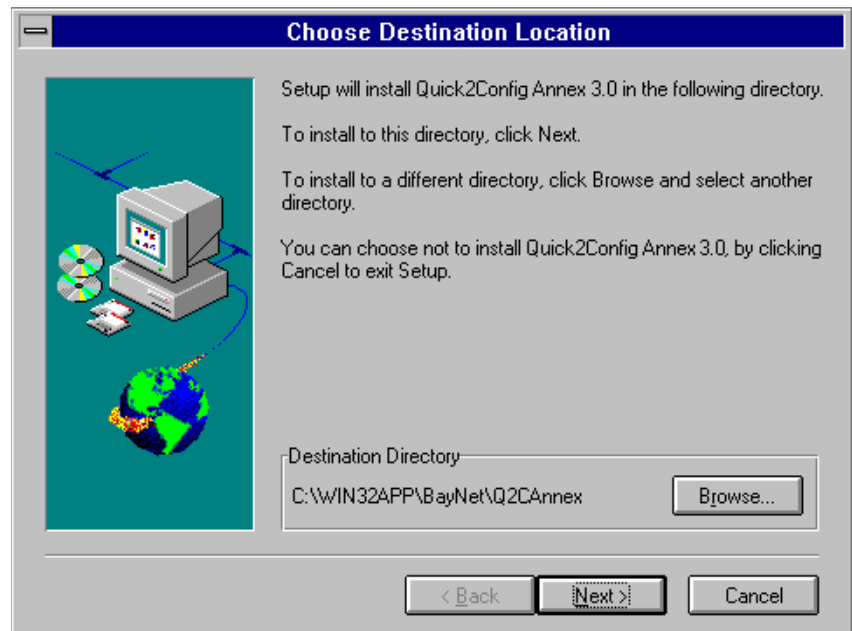 Choose Destination Location
Setup will install Quick2Config Annex 3.0 in the following directory.
To install to this directory, click Next.
To install to a different directory, click Browse and select another
directory.
You can choose not to install Quick2Config Annex 3.0, by clicking
Cancel to exit Setup.
Destination Directory
C:\WIN32APP\BayNet\Q2CAnnex
Browse...
< Back
Next >
Cancel